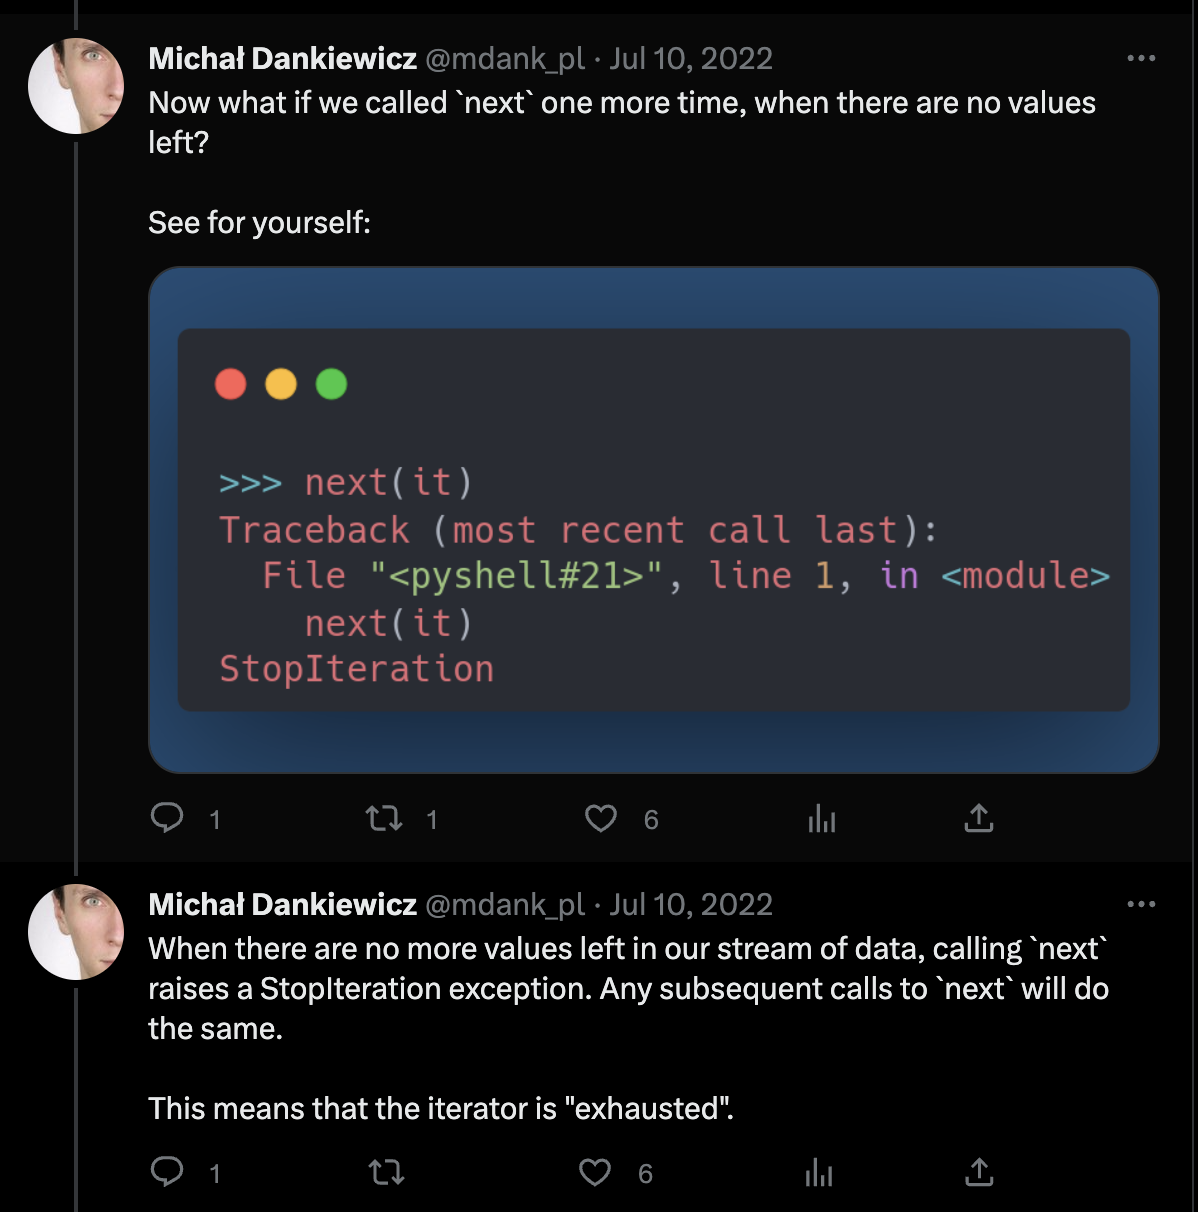 Michał Dankiewicz @mdank_pl · Jul 10, 2022
Now what if we called `next` one more time, when there are no values
left?
See for yourself:
>>> next(it)
Traceback (most recent call last):
  File "<pyshell#21>", line 1, in <module>
    next(it)
StopIteration
1 1 6
Michał Dankiewicz @mdank_pl · Jul 10, 2022
When there are no more values left in our stream of data, calling `next`
raises a StopIteration exception. Any subsequent calls to `next` will do
the same.
This means that the iterator is "exhausted".
1 6